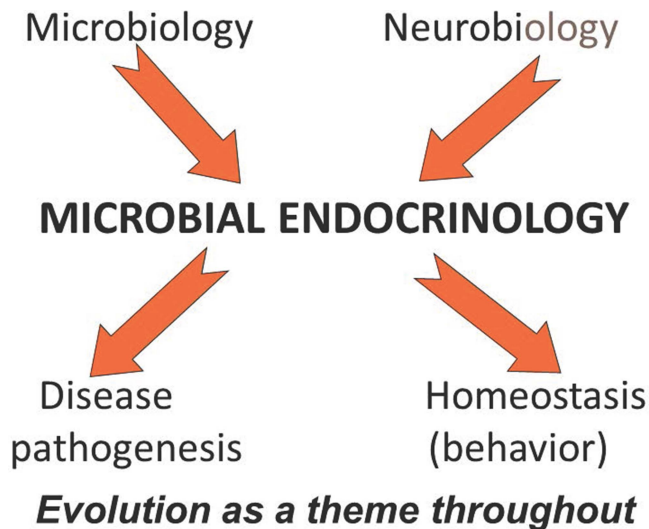 Microbiology
Neurobiology
MICROBIAL ENDOCRINOLOGY
Disease
pathogenesis
Homeostasis
(behavior)
Evolution as a theme throughout